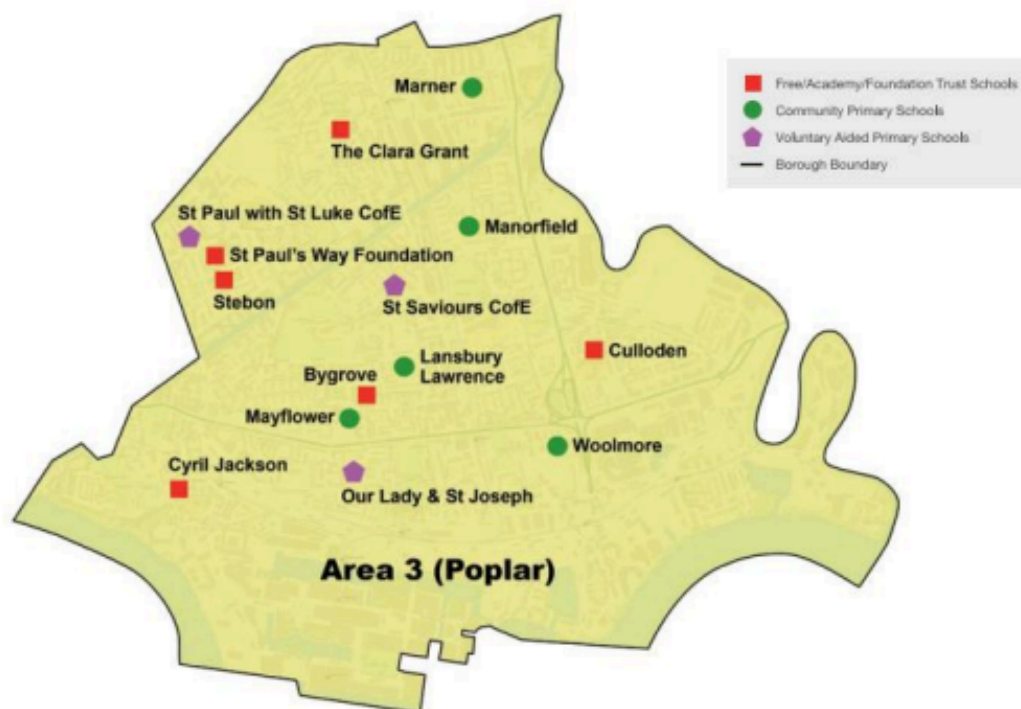 Marner
The Clara Grant
St Paul with St Luke CofE
Manorfield
St Paul's Way Foundation
Stebon
St Saviours CofE
Culloden
Lansbury
Lawrence
Bygrove
Mayflower
Woolmore
Cyril Jackson
Our Lady & St Joseph
Area 3 (Poplar)
Free/Academy/Foundation Trust Schools
Community Primary Schools
Voluntary Aided Primary Schools
Borough Boundary